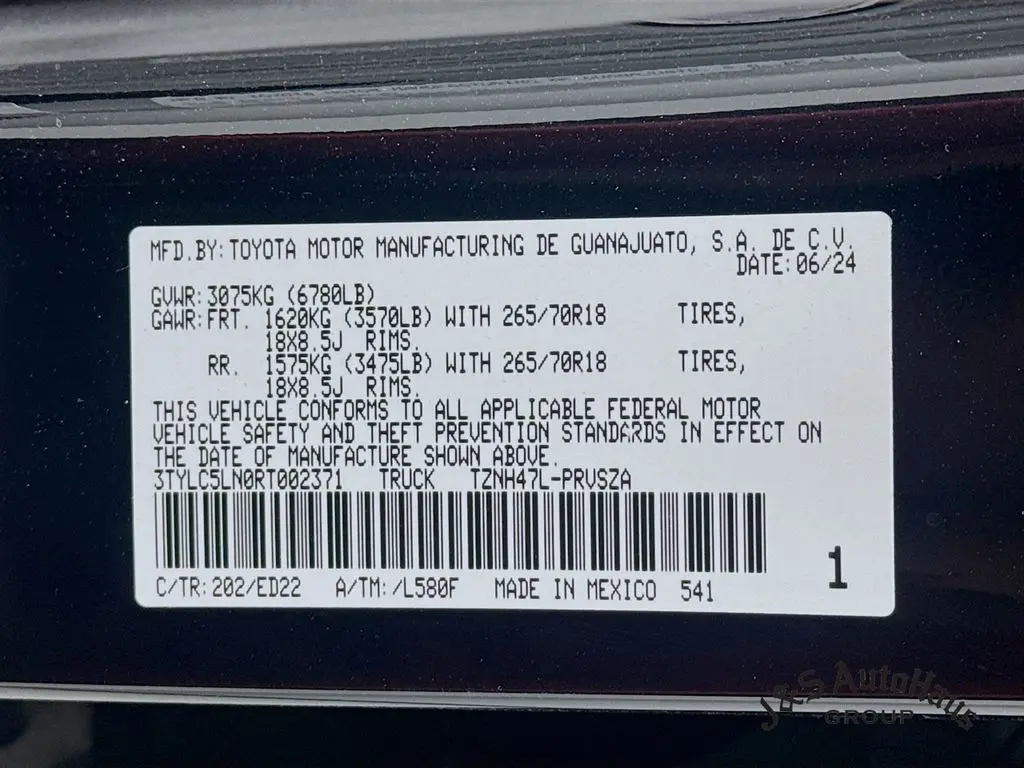 MFD.BY:TOYOTA MOTOR MANUFACTURING DE GUANAJUATO, S.A. DE C.V.
DATE:06/24
GVWR:3075KG (6780LB)
GAWR:FRT. 1620KG (3570LB) WITH 265/70R18 TIRES,
18X8.5J RIMS.
RR. 1575KG (3475LB) WITH 265/70R18 TIRES,
18X8.5J RIMS.
THIS VEHICLE CONFORMS TO ALL APPLICABLE FEDERAL MOTOR
VEHICLE SAFETY AND THEFT PREVENTION STANDARDS IN EFFECT ON
THE DATE OF MANUFACTURE SHOWN ABOVE.
3TYLC5LN0RT002371 TRUCK TZNH47L-PRVSZA
C/TR:202/ED22 A/TM:/L580F MADE IN MEXICO 541
1
J&S AutoHaus
GROUP